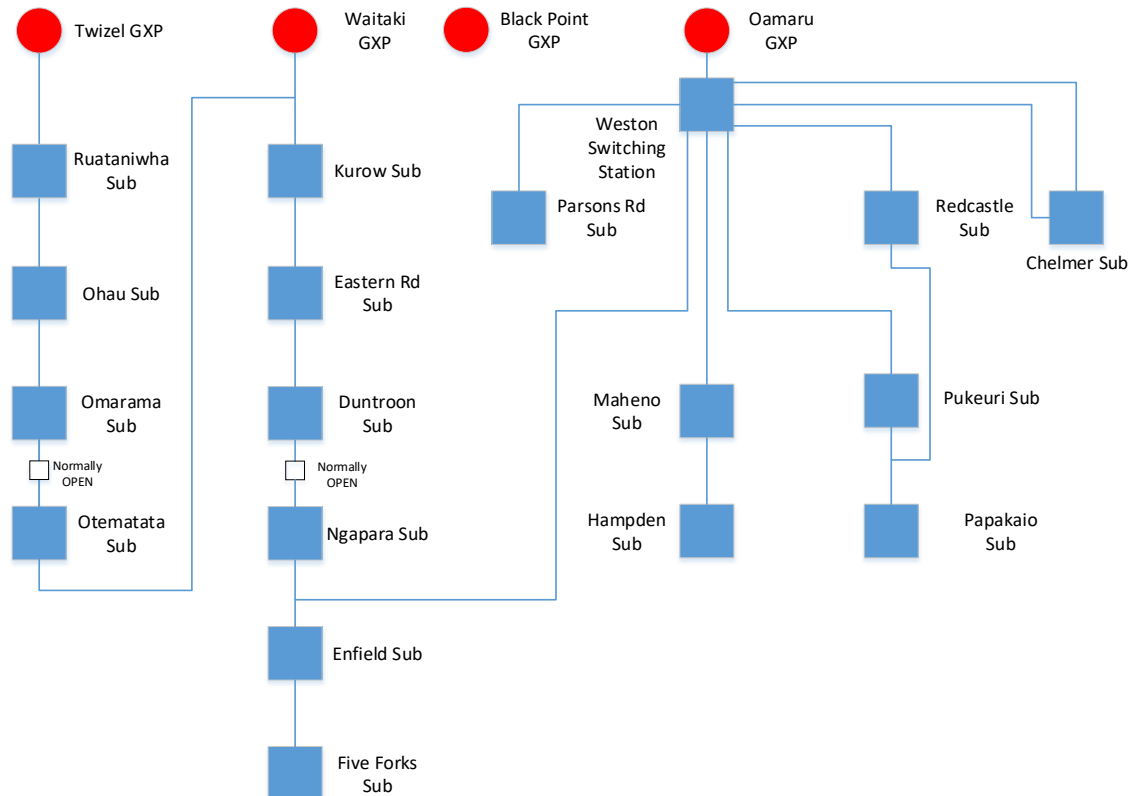 Twizel GXP
Waitaki
GXP
Black Point
GXP
Oamaru
GXP
Weston
Switching
Station
Ruataniwha
Sub
Kurow Sub
Parsons Rd
Sub
Redcastle
Sub
Chelmer Sub
Ohau Sub
Eastern Rd
Sub
Omarama
Sub
Duntroon
Sub
Maheno
Sub
Pukeuri Sub
Normally
OPEN
Normally
OPEN
Otematata
Sub
Ngapara Sub
Hampden
Sub
Papakaio
Sub
Enfield Sub
Five Forks
Sub